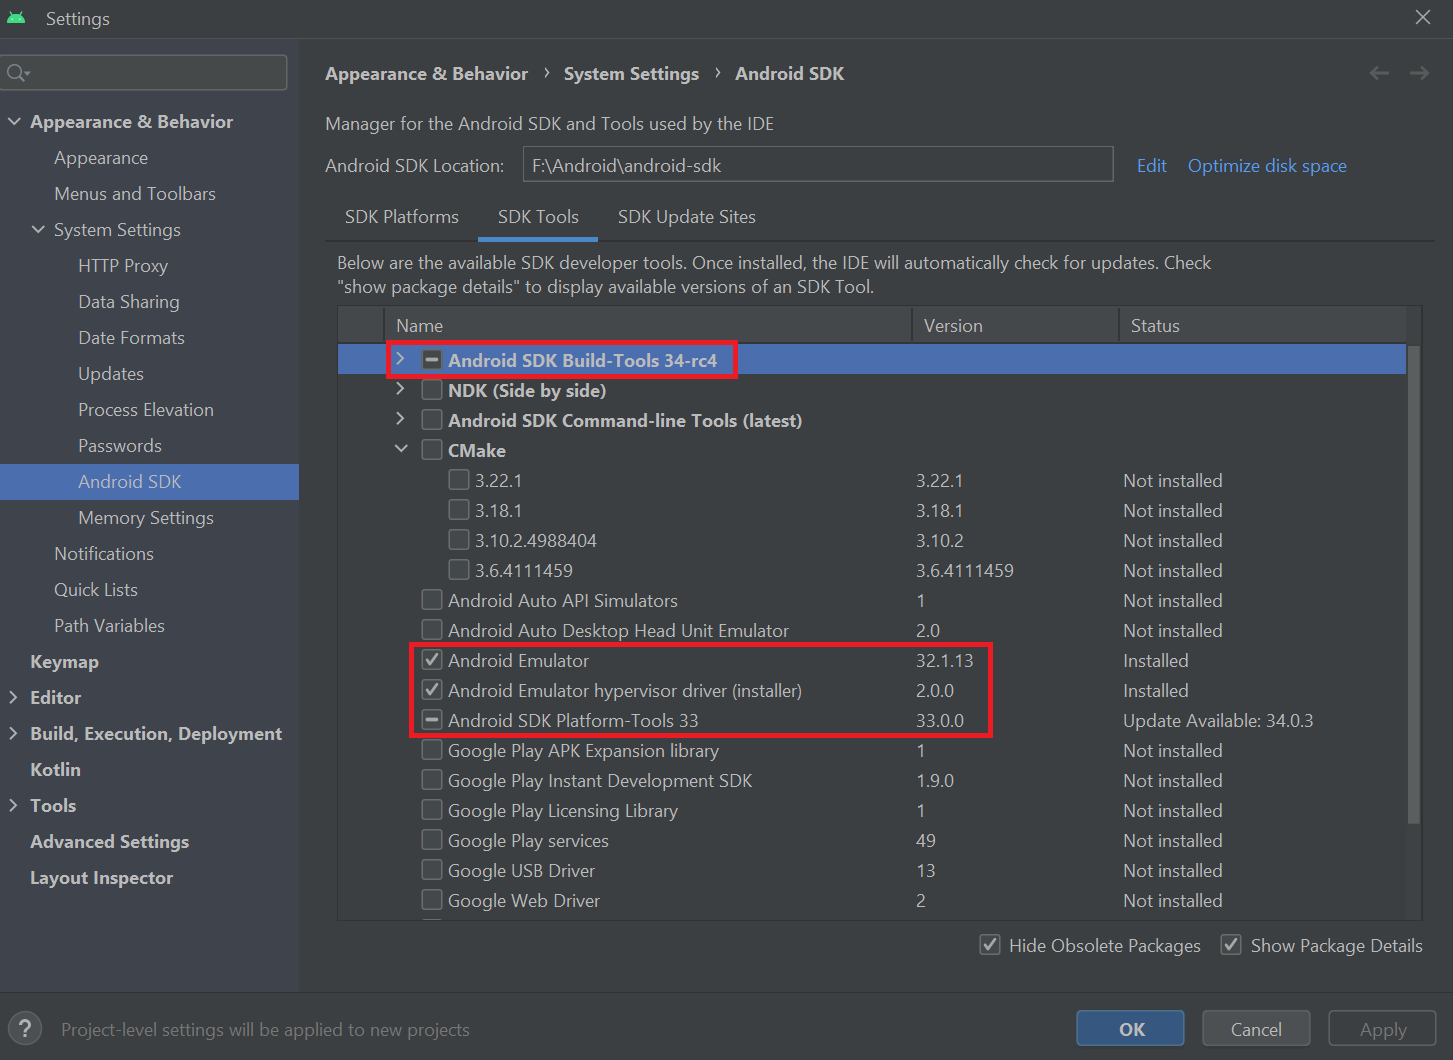 Settings
Appearance & Behavior
Appearance
Menus and Toolbars
System Settings
HTTP Proxy
Data Sharing
Date Formats
Updates
Process Elevation
Passwords
Android SDK
Memory Settings
Notifications
Quick Lists
Path Variables
Keymap
Editor
Build, Execution, Deployment
Kotlin
Tools
Advanced Settings
Layout Inspector
Appearance & Behavior › System Settings › Android SDK
Manager for the Android SDK and Tools used by the IDE
Android SDK Location: F:\Android\android-sdk Edit Optimize disk space
SDK Platforms SDK Tools SDK Update Sites
Below are the available SDK developer tools. Once installed, the IDE will automatically check for updates. Check
"show package details" to display available versions of an SDK Tool.
Name Version Status
Android SDK Build-Tools 34-rc4
NDK (Side by side)
Android SDK Command-line Tools (latest)
CMake
3.22.1 3.22.1 Not installed
3.18.1 3.18.1 Not installed
3.10.2.4988404 3.10.2 Not installed
3.6.4111459 3.6.4111459 Not installed
Android Auto API Simulators 1 Not installed
Android Auto Desktop Head Unit Emulator 2.0 Not installed
Android Emulator 32.1.13 Installed
Android Emulator hypervisor driver (installer) 2.0.0 Installed
Android SDK Platform-Tools 33 33.0.0 Update Available: 34.0.3
Google Play APK Expansion library 1 Not installed
Google Play Instant Development SDK 1.9.0 Not installed
Google Play Licensing Library 1 Not installed
Google Play services 49 Not installed
Google USB Driver 13 Not installed
Google Web Driver 2 Not installed
Hide Obsolete Packages Show Package Details
? Project-level settings will be applied to new projects
OK Cancel Apply